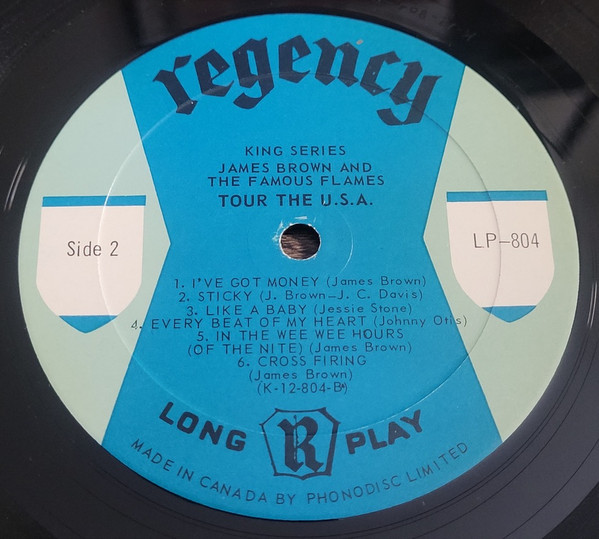 regency
KING SERIES
JAMES BROWN AND
THE FAMOUS FLAMES
TOUR THE U.S.A.
Side 2
LP-804
1. I'VE GOT MONEY (James Brown)
2. STICKY (J. Brown-J. C. Davis)
3. LIKE A BABY (Jessie Stone)
4. EVERY BEAT OF MY HEART (Johnny Otis)
5. IN THE WEE WEE HOURS
(OF THE NITE) (James Brown)
6. CROSS FIRING
(James Brown)
(K-12-804-B)
LONG R PLAY
MADE IN CANADA BY PHONODISC LIMITED